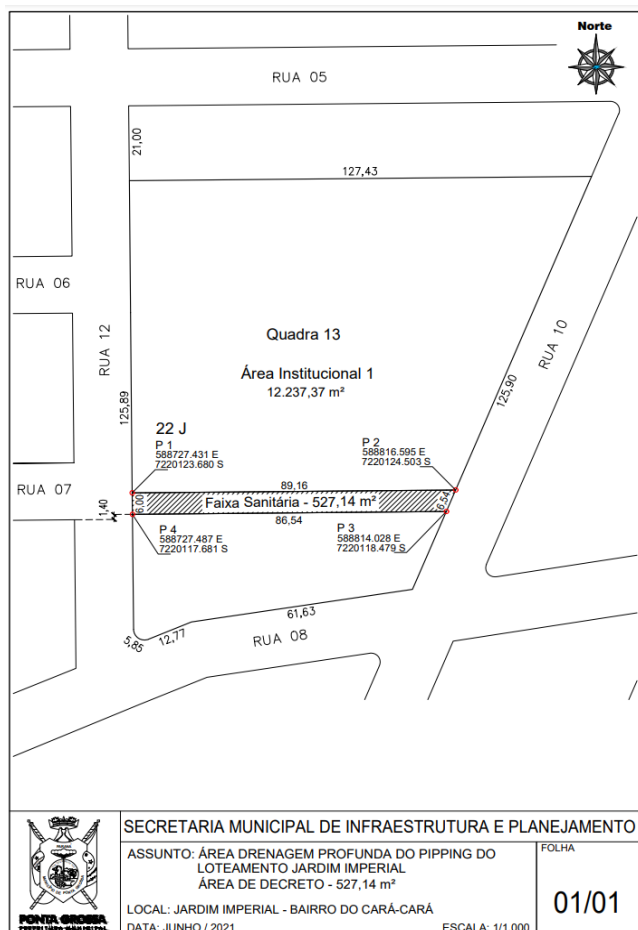 Norte
RUA 05
21,00
127,43
RUA 06
RUA 12
RUA 10
Quadra 13
Área Institucional 1
12.237,37 m²
125,89
125,90
22 J
P 1
588727.431 E
7220123.680 S
P 2
588816.595 E
7220124.503 S
RUA 07
1,40
6,00
89,16
Faixa Sanitária - 527,14 m²
6,54
86,54
P 4
588727.487 E
7220117.681 S
P 3
588814.028 E
7220118.479 S
5,85
12,77
61,63
RUA 08
SECRETARIA MUNICIPAL DE INFRAESTRUTURA E PLANEJAMENTO
ASSUNTO: ÁREA DRENAGEM PROFUNDA DO PIPPING DO
LOTEAMENTO JARDIM IMPERIAL
ÁREA DE DECRETO - 527,14 m²
FOLHA
01/01
LOCAL: JARDIM IMPERIAL - BAIRRO DO CARÁ-CARÁ
DATA: JUNHO / 2021
ESCALA: 1/1.000
PONTA GROSSA
PREFEITURA MUNICIPAL